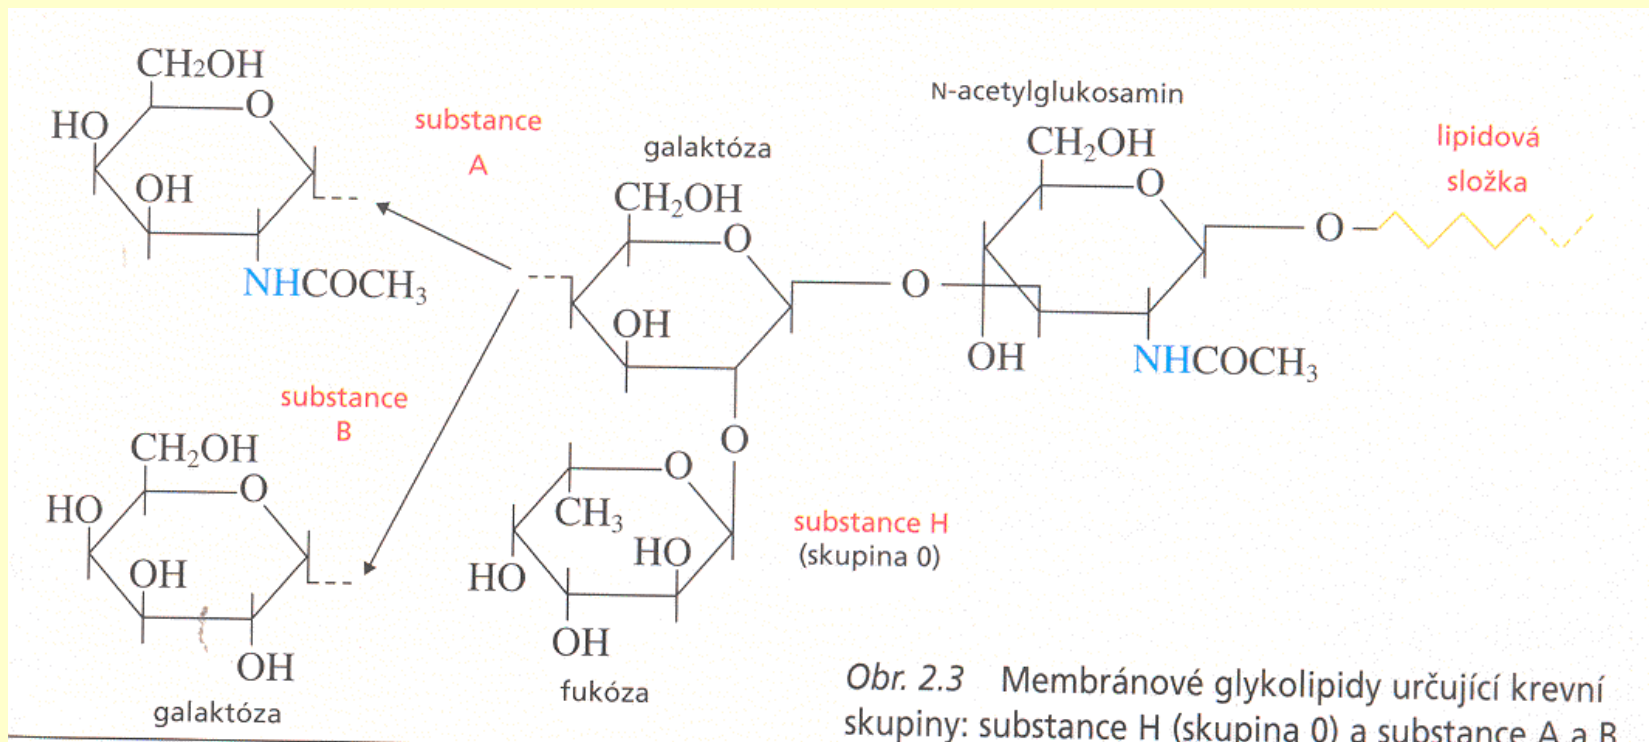 CH2OH
O
HO
OH
NHCOCH₃
substance
A
galaktóza
CH₂OH
O
OH
O
N-acetylglukosamin
CH₂OH
O
OH
NHCOCH₃
O
lipidová
složka
substance
B
CH₂OH
O
HO
OH
OH
galaktóza
O
O
CH₃
HO
HO
OH
fukóza
substance H
(skupina 0)
Obr. 2.3 Membránové glykolipidy určující krevní
skupiny: substance H (skupina 0) a substance A a B